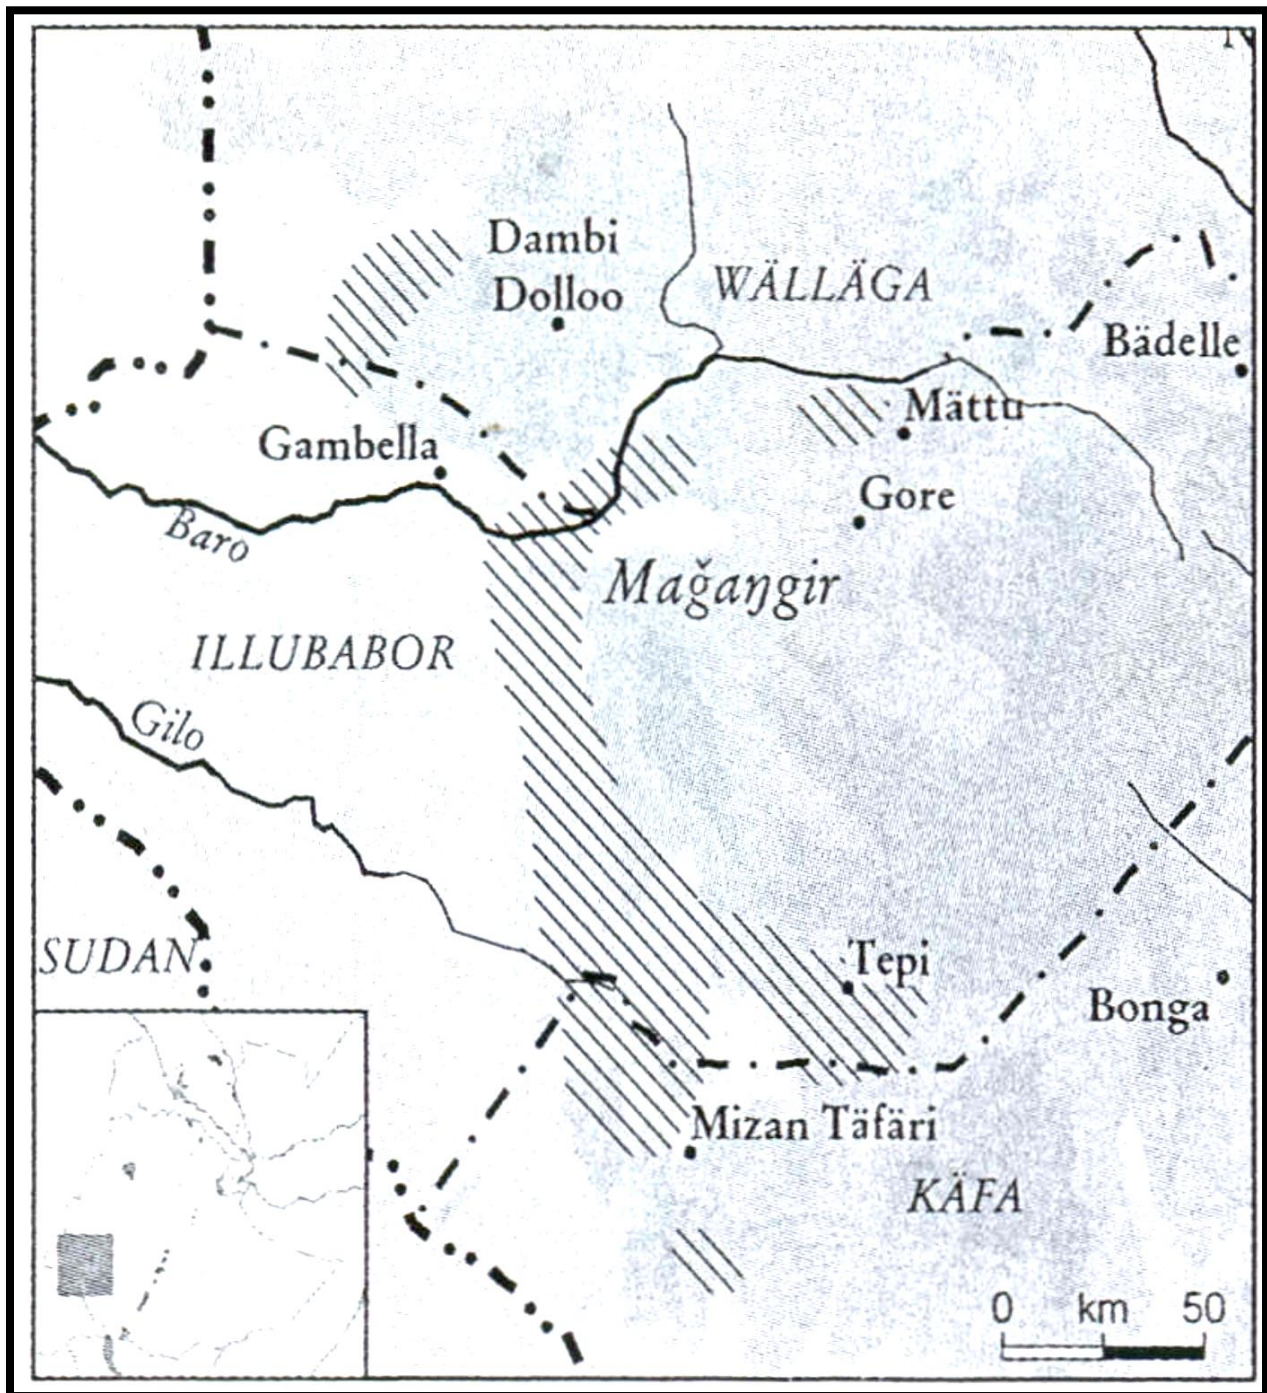 Dambi
Dolloo
WÄLLÄGA
Bädelle
Mättu
Gambella
Gore
Baro
Maǧaŋgir
ILLUBABOR
Gilo
SUDAN
Tepi
Bonga
Mizan Täfäri
KÄFA
0 km 50